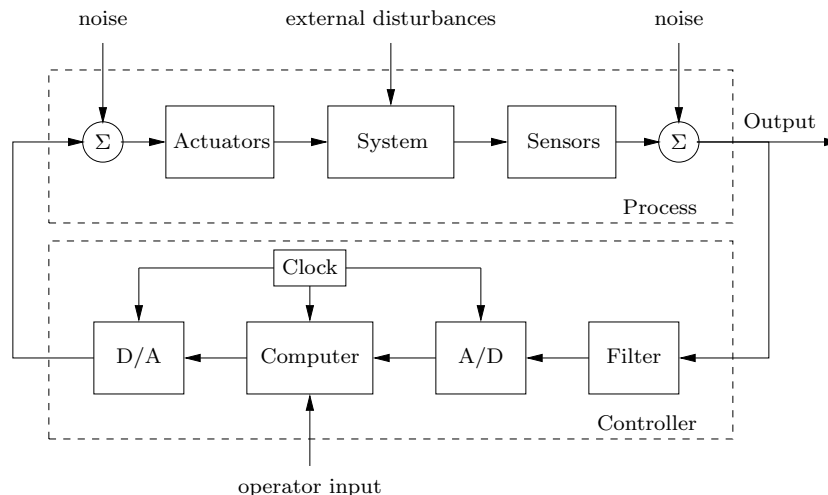 noise
external disturbances
noise
Σ
Actuators
System
Sensors
Σ
Output
Process
Clock
D/A
Computer
A/D
Filter
Controller
operator input